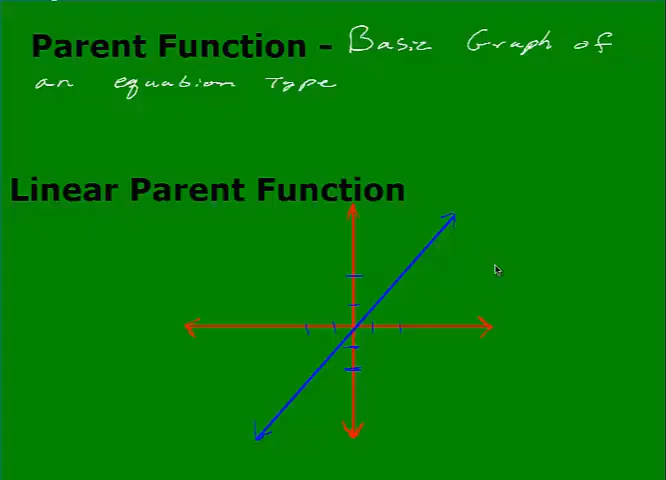 Parent Function - Basic Graph of
an equation Type
Linear Parent Function